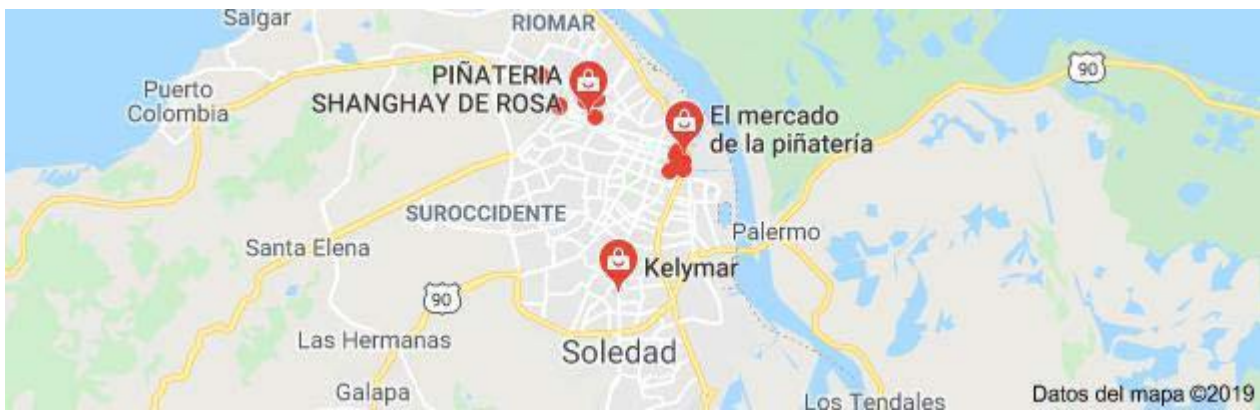 Salgar
RIOMAR
90
Puerto
Colombia
PIÑATERIA
SHANGHAY DE ROSA
El mercado
de la piñatería
SUROCCIDENTE
Santa Elena
Palermo
Kelymar
90
Las Hermanas
Soledad
Galapa
Los Tendales
Datos del mapa ©2019